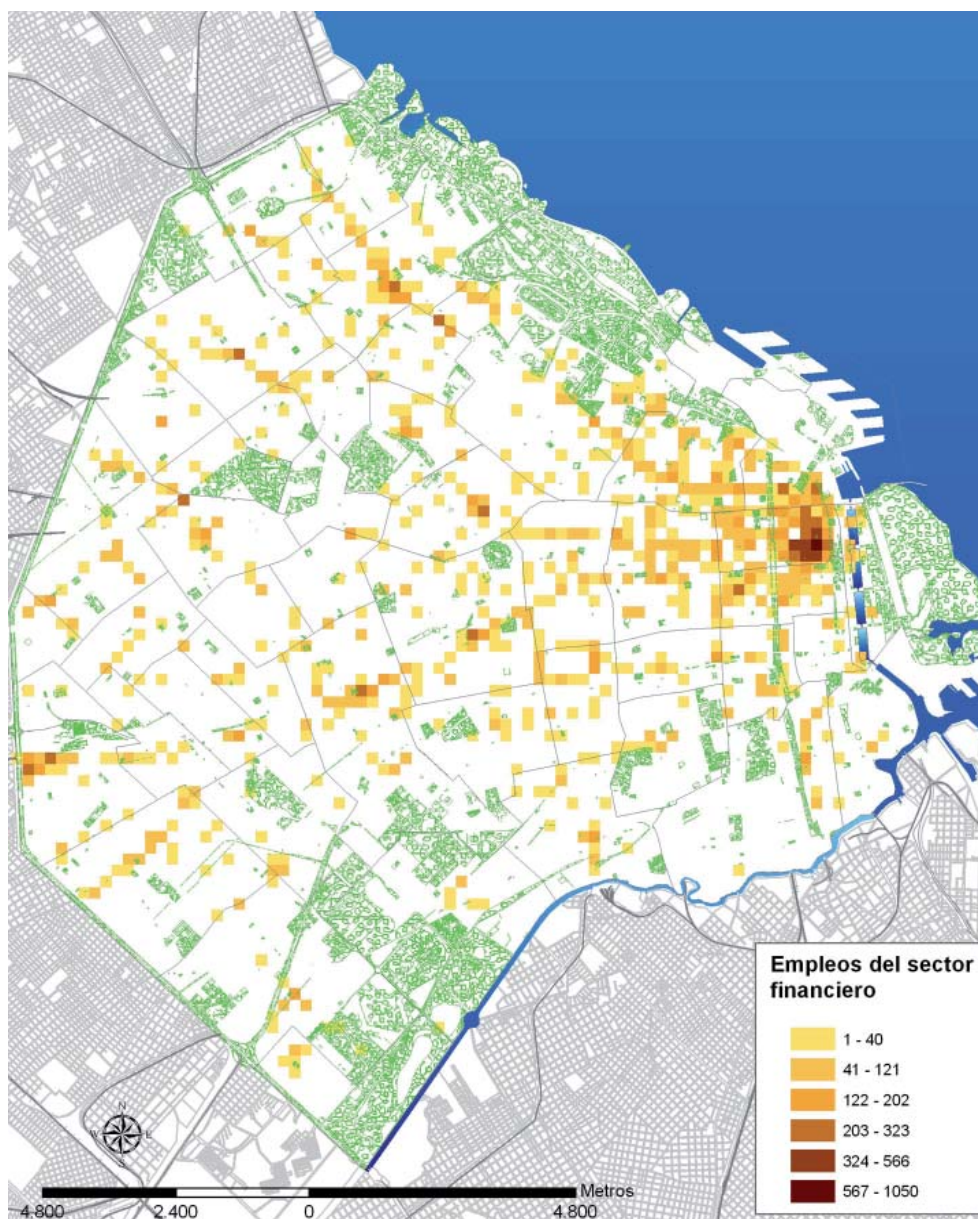 Empleos del sector
financiero
1 - 40
41 - 121
122 - 202
203 - 323
324 - 566
567 - 1050
N
W E
S
Metros
4.800 2.400 0 4.800